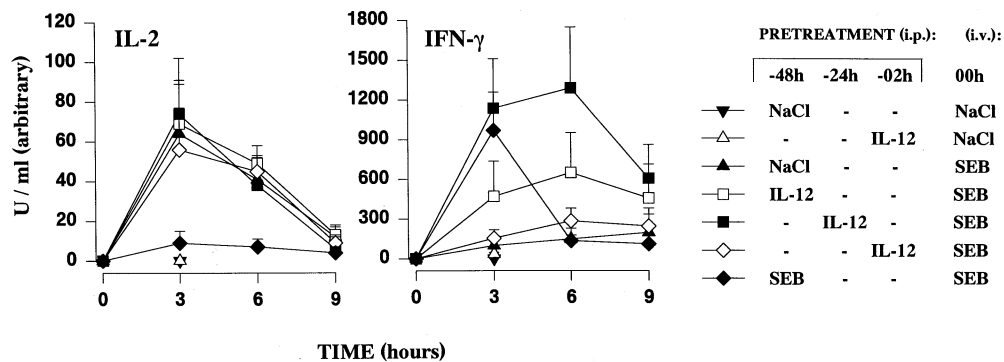 IL-2
120
100
80
60
40
20
0
0 3 6 9
U / ml (arbitrary)
IFN-γ
1800
1500
1200
900
600
300
0
0 3 6 9
TIME (hours)
PRETREATMENT (i.p.): (i.v.):
-48h -24h -02h 00h
NaCl - - NaCl
- - IL-12 NaCl
NaCl - - SEB
IL-12 - - SEB
- IL-12 - SEB
- - IL-12 SEB
SEB - - SEB